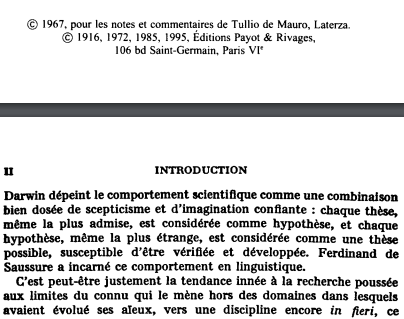 © 1967, pour les notes et commentaires de Tullio de Mauro, Laterza.
© 1916, 1972, 1985, 1995, Éditions Payot & Rivages,
106 bd Saint-Germain, Paris VIe
II INTRODUCTION
Darwin dépeint le comportement scientifique comme une combinaison
bien dosée de scepticisme et d'imagination confiante : chaque thèse,
même la plus admise, est considérée comme hypothèse, et chaque
hypothèse, même la plus étrange, est considérée comme une thèse
possible, susceptible d'être vérifiée et développée. Ferdinand de
Saussure a incarné ce comportement en linguistique.
C'est peut-être justement la tendance innée à la recherche poussée
aux limites du connu qui le mène hors des domaines dans lesquels
avaient évolué ses aïeux, vers une discipline encore in fieri, ce